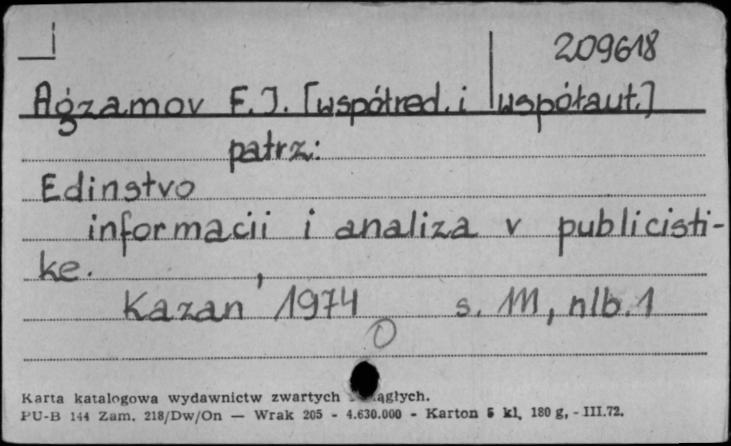 209618
Agzamov F.I. [współred. i współaut.]
patrz:
Edinstvo
informacii i analiza v publicisti-
ke.
Kazan' 1974 s. 111, nlb. 1
Karta katalogowa wydawnictw zwartych ciągłych.
PU-B 144 Zam. 218/Dw/On — Wrak 205 - 4.630.000 - Karton 5 kl. 180 g, - III.72.